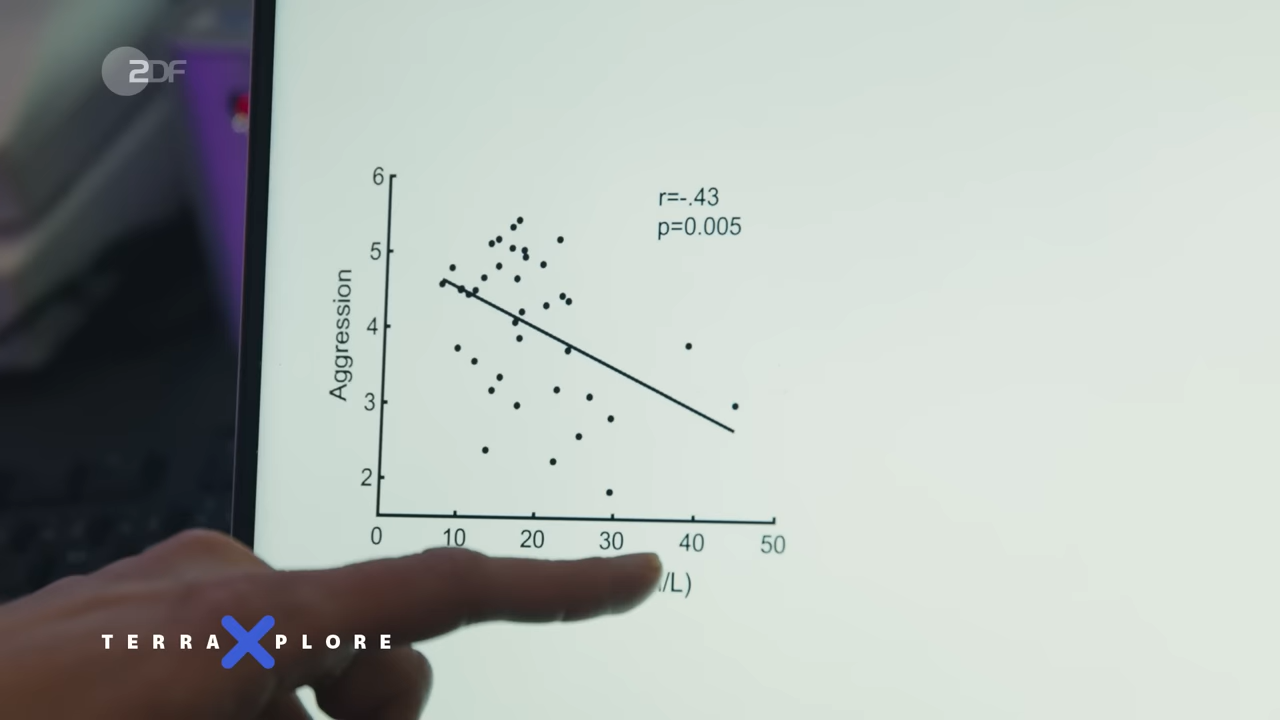 2DF
6
r=-.43
p=0.005
5
Aggression
4
3
2
0 10 20 30 40 50
/L)
TERRA X PLORE